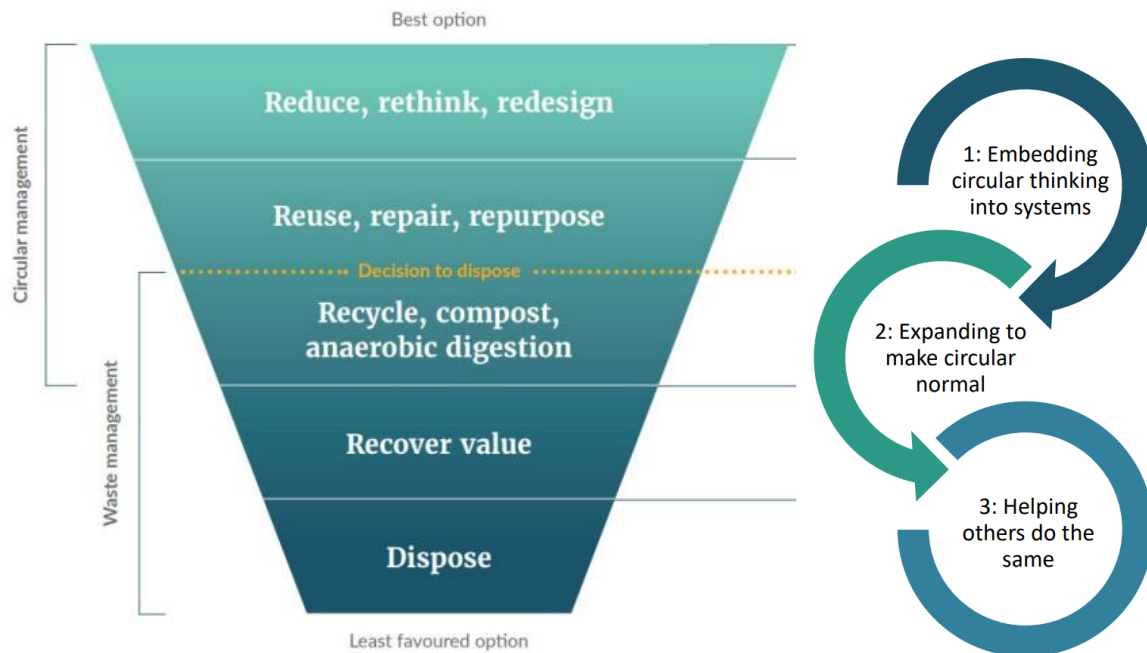 Best option
Circular management
Waste management
Reduce, rethink, redesign
Reuse, repair, repurpose
Decision to dispose
Recycle, compost,
anaerobic digestion
Recover value
Dispose
Least favoured option
1: Embedding
circular thinking
into systems
2: Expanding to
make circular
normal
3: Helping
others do the
same